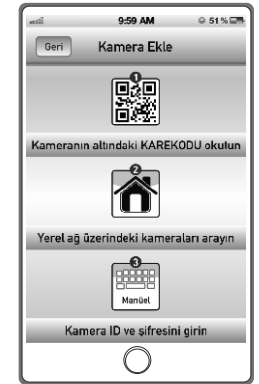 9:59 AM
51 %
Geri
Kamera Ekle
1
Kameranın altındaki KAREKODU okulun
2
Yerel ağ üzerindeki kameraları arayın
3
Manüel
Kamera ID ve şifresini girin